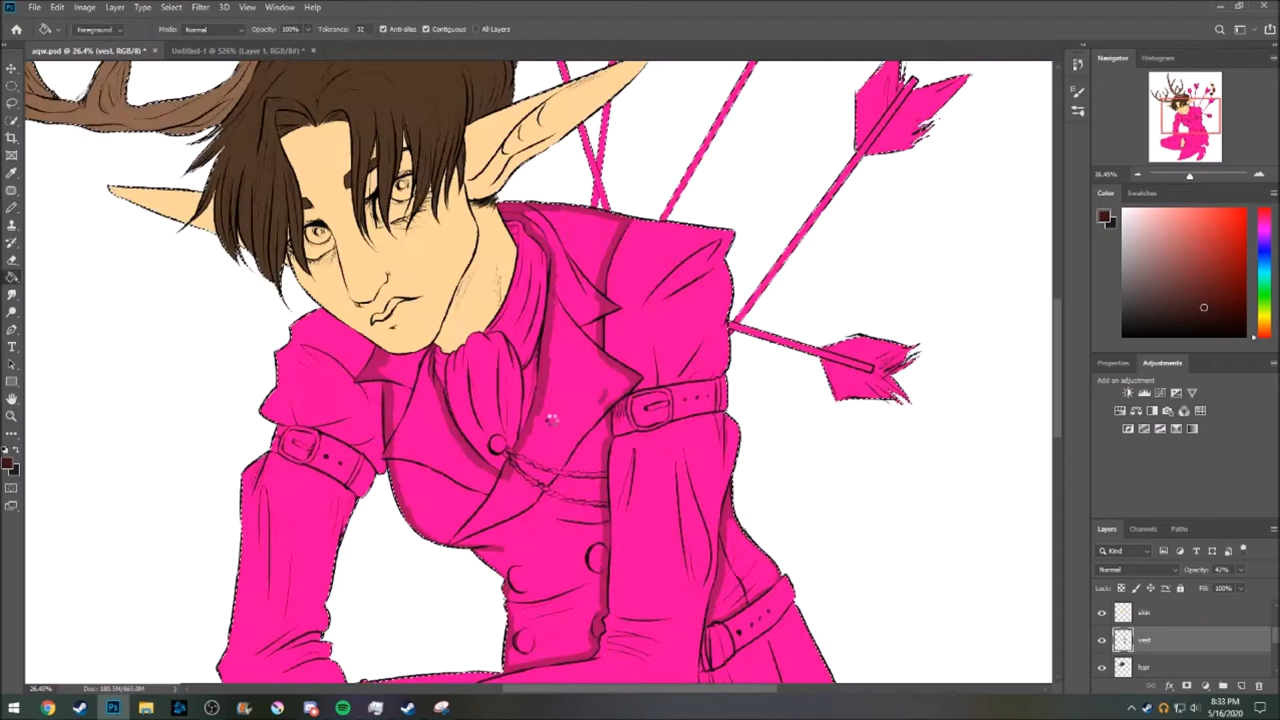 File Edit Image Layer Type Select Filter 3D View Window Help
Foreground Mode: Normal Opacity: 100% Tolerance: 32 Anti-alias Contiguous All Layers
aqw.psd @ 26.4% (vest, RGB/8) * × Untitled-1 @ 526% (Layer 1, RGB/8#) * ×
Navigator Histogram
26.45%
Color Swatches
Properties Adjustments
Add an adjustment
Layers Channels Paths
Kind
Normal Opacity: 42%
Lock: Fill: 100%
skin
vest
hair
26.45% Doc: 180.5M/665.0M
8:33 PM
5/16/2020